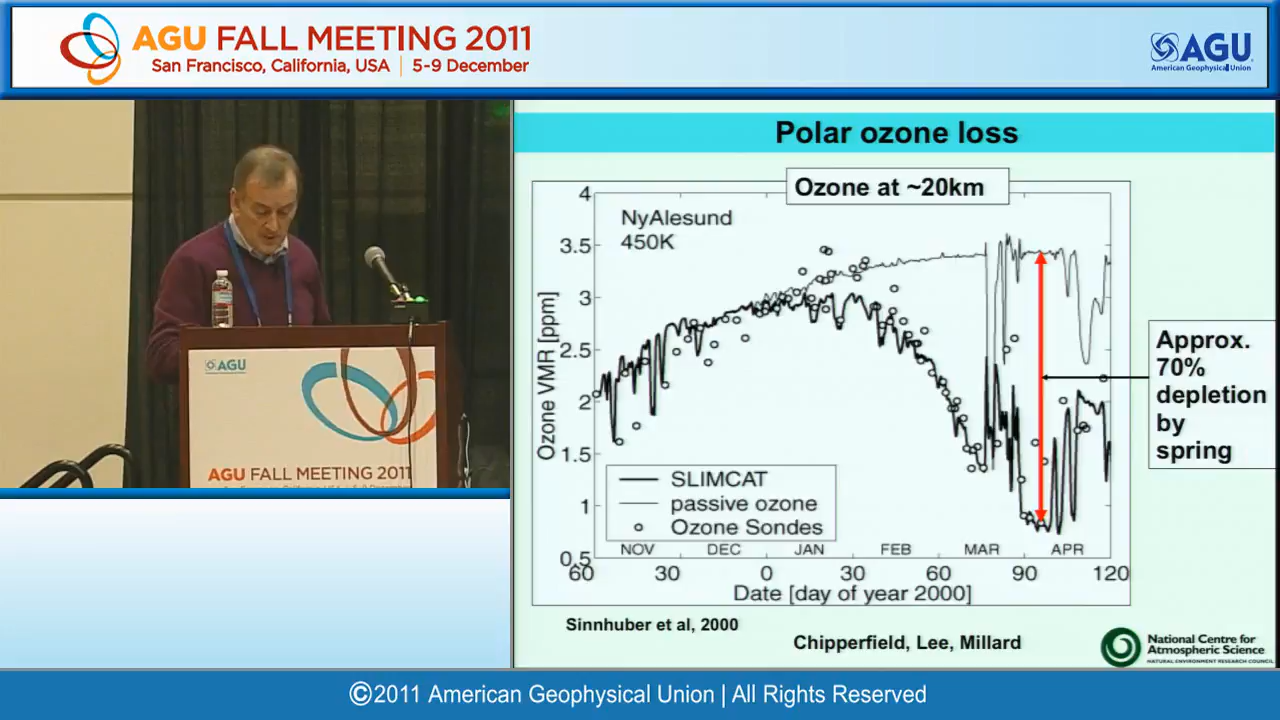 AGU FALL MEETING 2011
San Francisco, California, USA | 5-9 December
AGU
American Geophysical Union
AGU
AGU FALL MEETING 2011
Polar ozone loss
Ozone at ~20km
NyAlesund
450K
4
3.5
3
2.5
2
1.5
1
0.5
Ozone VMR [ppm]
SLIMCAT
passive ozone
Ozone Sondes
NOV DEC JAN FEB MAR APR
60 30 0 30 60 90 120
Date [day of year 2000]
Approx.
70%
depletion
by
spring
Sinnhuber et al, 2000
Chipperfield, Lee, Millard
National Centre for
Atmospheric Science
NATURAL ENVIRONMENT RESEARCH COUNCIL
©2011 American Geophysical Union | All Rights Reserved